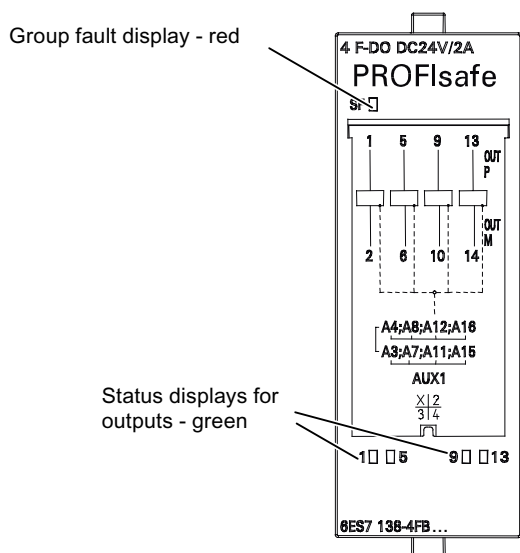 Group fault display - red
4 F-DO DC24V/2A
PROFIsafe
SF
1 5 9 13
OUT
P
OUT
M
2 6 10 14
A4;A8;A12;A16
A3;A7;A11;A15
AUX1
X 2
3 4
Status displays for
outputs - green
1 5 9 13
6ES7 138-4FB...